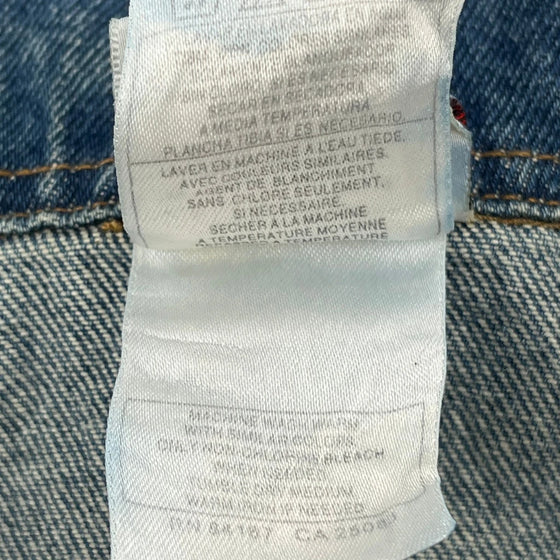 SECAR EN SECADORA
A MEDIA TEMPERATURA
PLANCHA TIBIA SI ES NECESARIO.
LAVER EN MACHINE A L'EAU TIEDE.
AVEC COULEURS SIMILAIRES.
AGENT DE BLANCHIMENT
SANS CHLORE SEULEMENT,
SI NECESSAIRE.
SECHER A LA MACHINE
A TEMPERATURE MOYENNE
MACHINE WASH WARM
WITH SIMILAR COLORS.
ONLY NON-CHLORINE BLEACH
WHEN NEEDED
TUMBLE DRY MEDIUM
WARM IRON IF NEEDED
RN 84167 CA